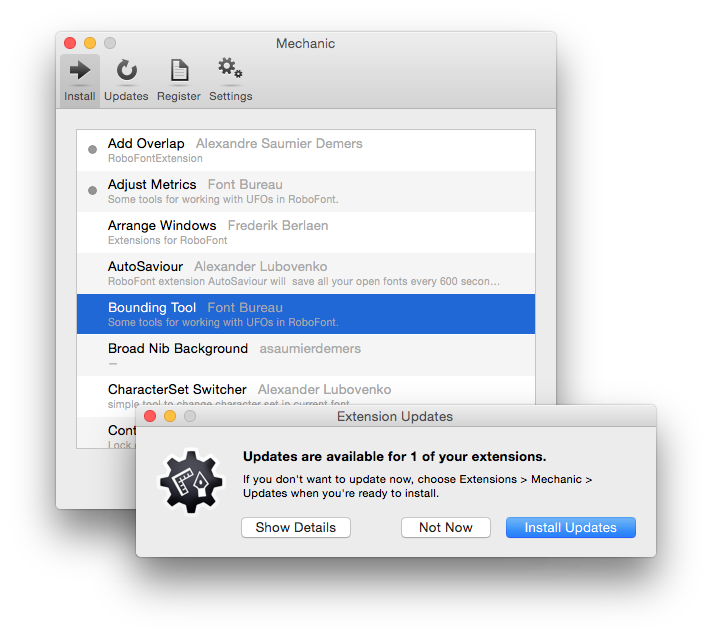 Mechanic
Install Updates Register Settings
Add Overlap Alexandre Saumier Demers
RoboFontExtension
Adjust Metrics Font Bureau
Some tools for working with UFOs in RoboFont.
Arrange Windows Frederik Berlaen
Extensions for RoboFont
AutoSaviour Alexander Lubovenko
RoboFont extension AutoSaviour will save all your open fonts every 600 secon...
Bounding Tool Font Bureau
Some tools for working with UFOs in RoboFont.
Broad Nib Background asaumierdemers
—
CharacterSet Switcher Alexander Lubovenko
simple tool to change character set in current font
Cont
Lock
Extension Updates
Updates are available for 1 of your extensions.
If you don't want to update now, choose Extensions > Mechanic >
Updates when you're ready to install.
Show Details Not Now Install Updates